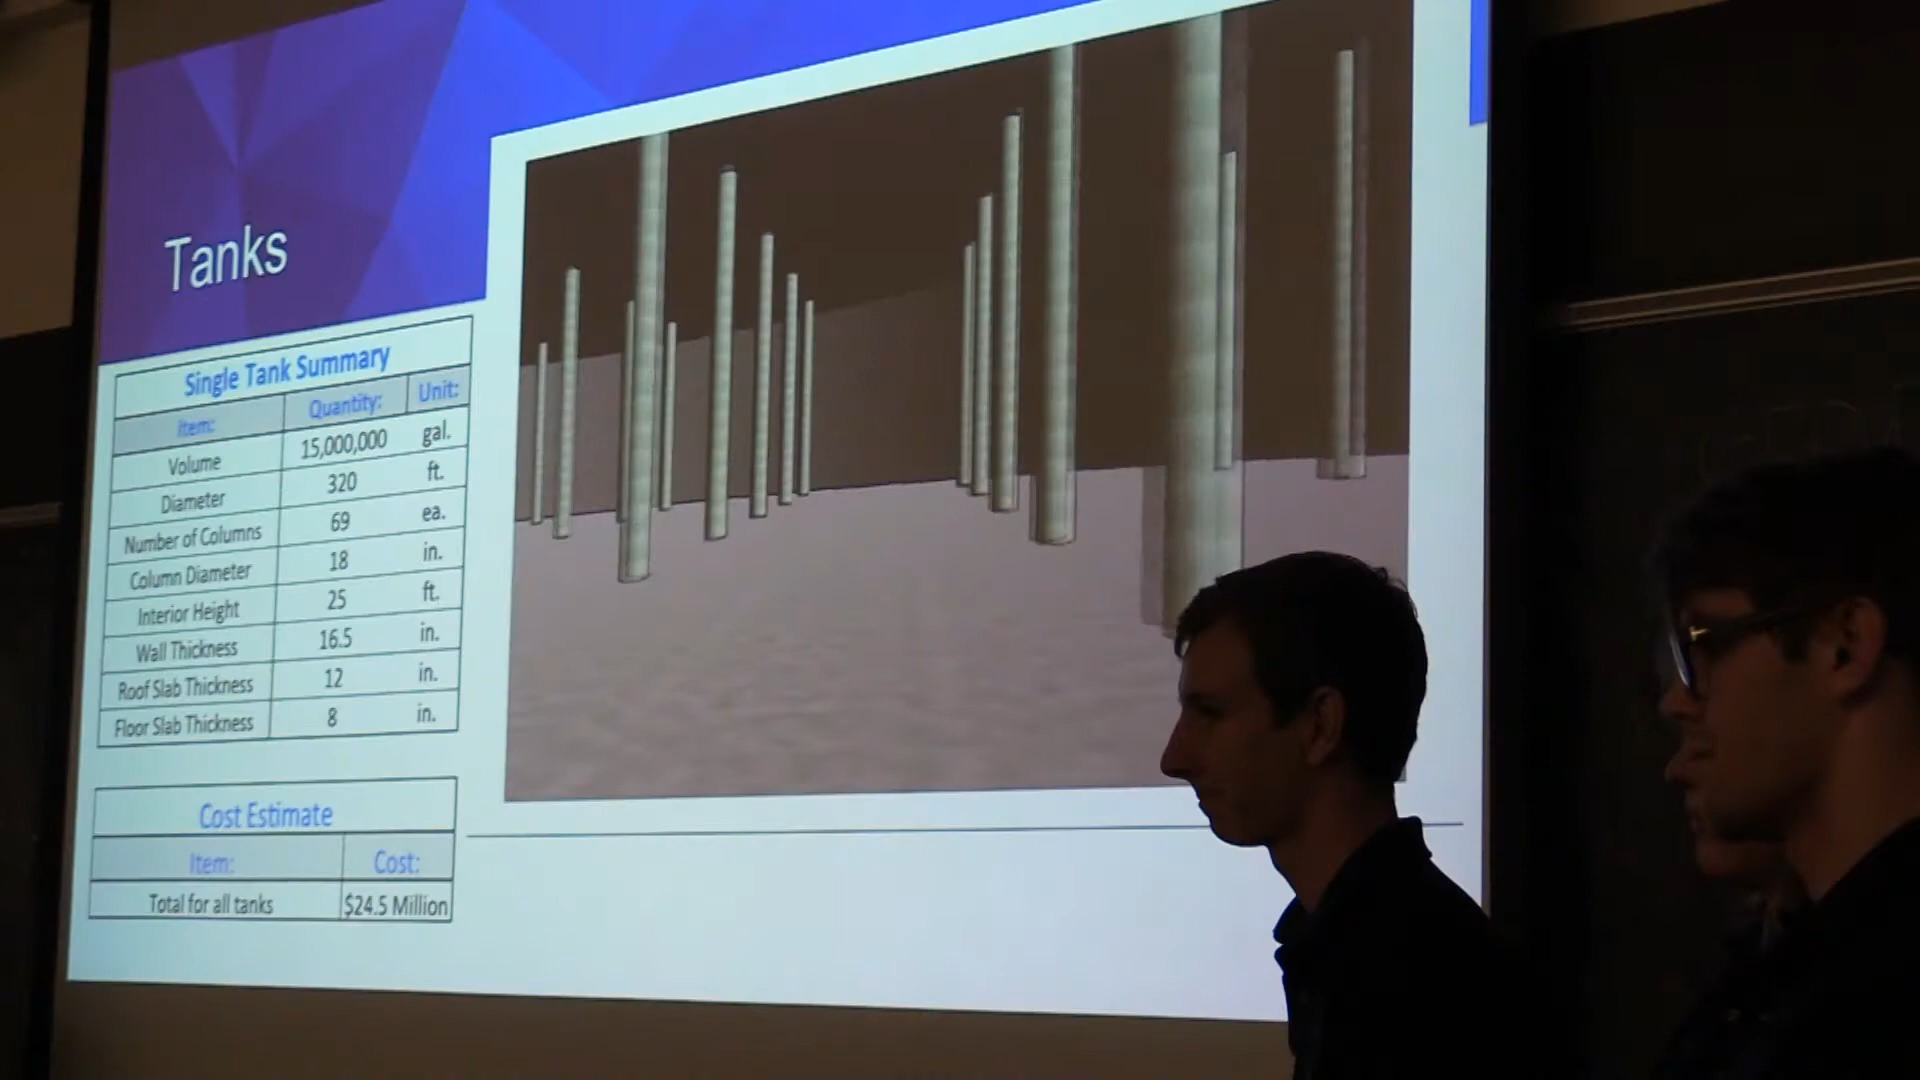 Tanks
Single Tank Summary
Item: Quantity: Unit:
Volume 15,000,000 gal.
Diameter 320 ft.
Number of Columns 69 ea.
Column Diameter 18 in.
Interior Height 25 ft.
Wall Thickness 16.5 in.
Roof Slab Thickness 12 in.
Floor Slab Thickness 8 in.
Cost Estimate
Item: Cost:
Total for all tanks $24.5 Million